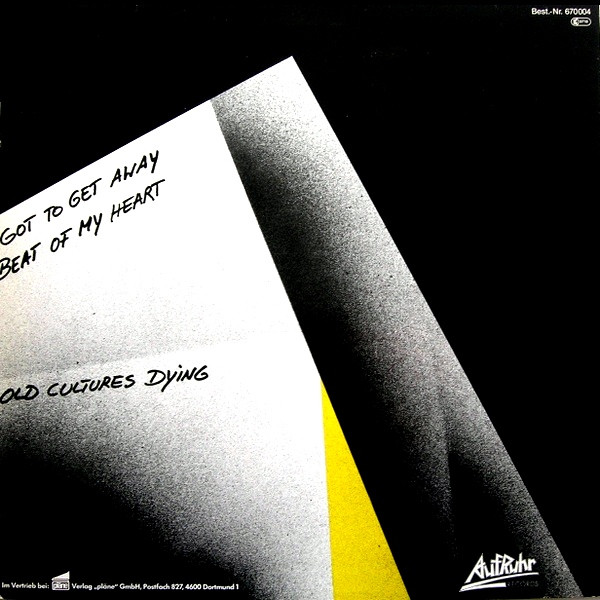 Best.-Nr. 670004
GOT TO GET AWAY
BEAT OF MY HEART
OLD CULTURES DYING
AufRuhr
Im Vertrieb bei: pläne Verlag „pläne“ GmbH, Postfach 827, 4600 Dortmund 1